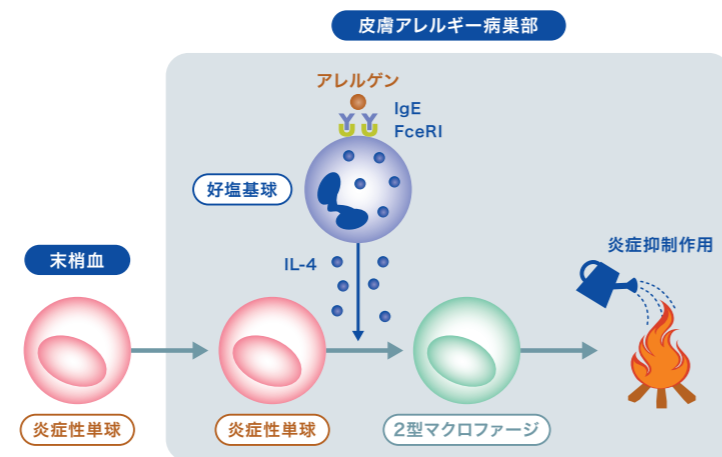 皮膚アレルギー病巣部
アレルゲン
IgE
FceRI
好塩基球
炎症抑制作用
末梢血
IL-4
炎症性単球
炎症性単球
2型マクロファージ